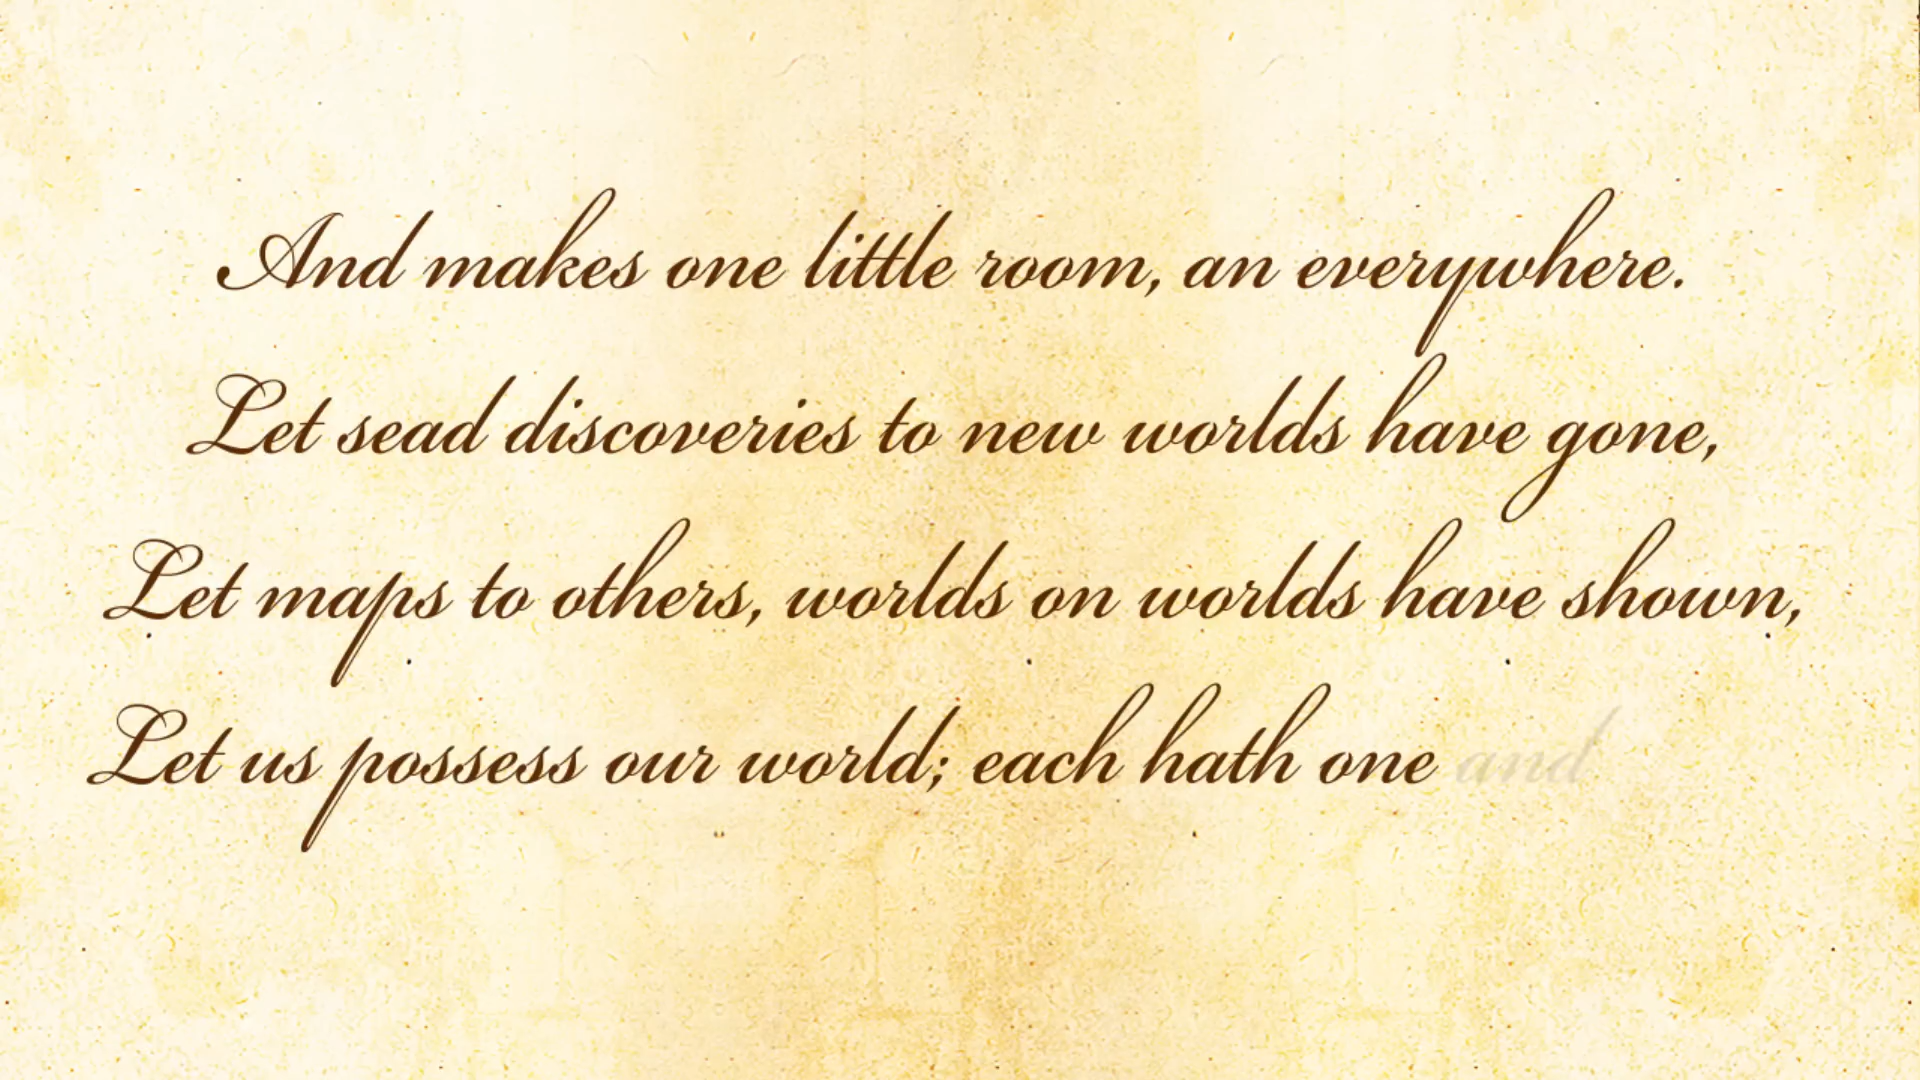 And makes one little room, an everywhere.
Let sead discoveries to new worlds have gone,
Let maps to others, worlds on worlds have shown,
Let us possess our world; each hath one and